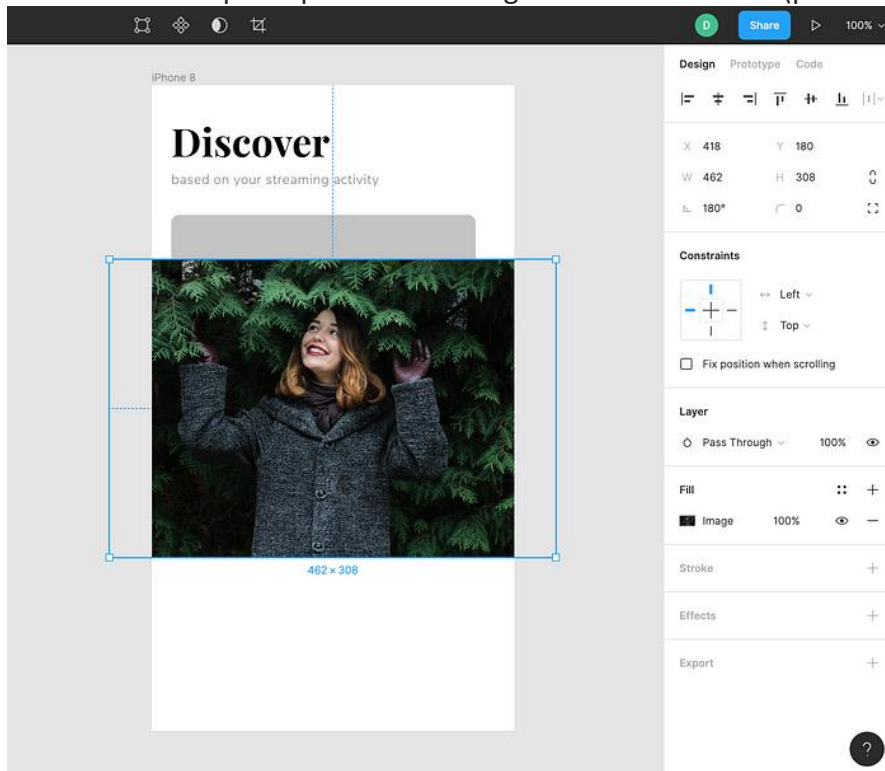 D Share 100%
Design Prototype Code
iPhone 8
Discover
based on your streaming activity
X 418 Y 180
W 462 H 308
180° 0
Constraints
Left
Top
Fix position when scrolling
Layer
Pass Through 100%
Fill
Image 100%
462 × 308
Stroke
Effects
Export
?